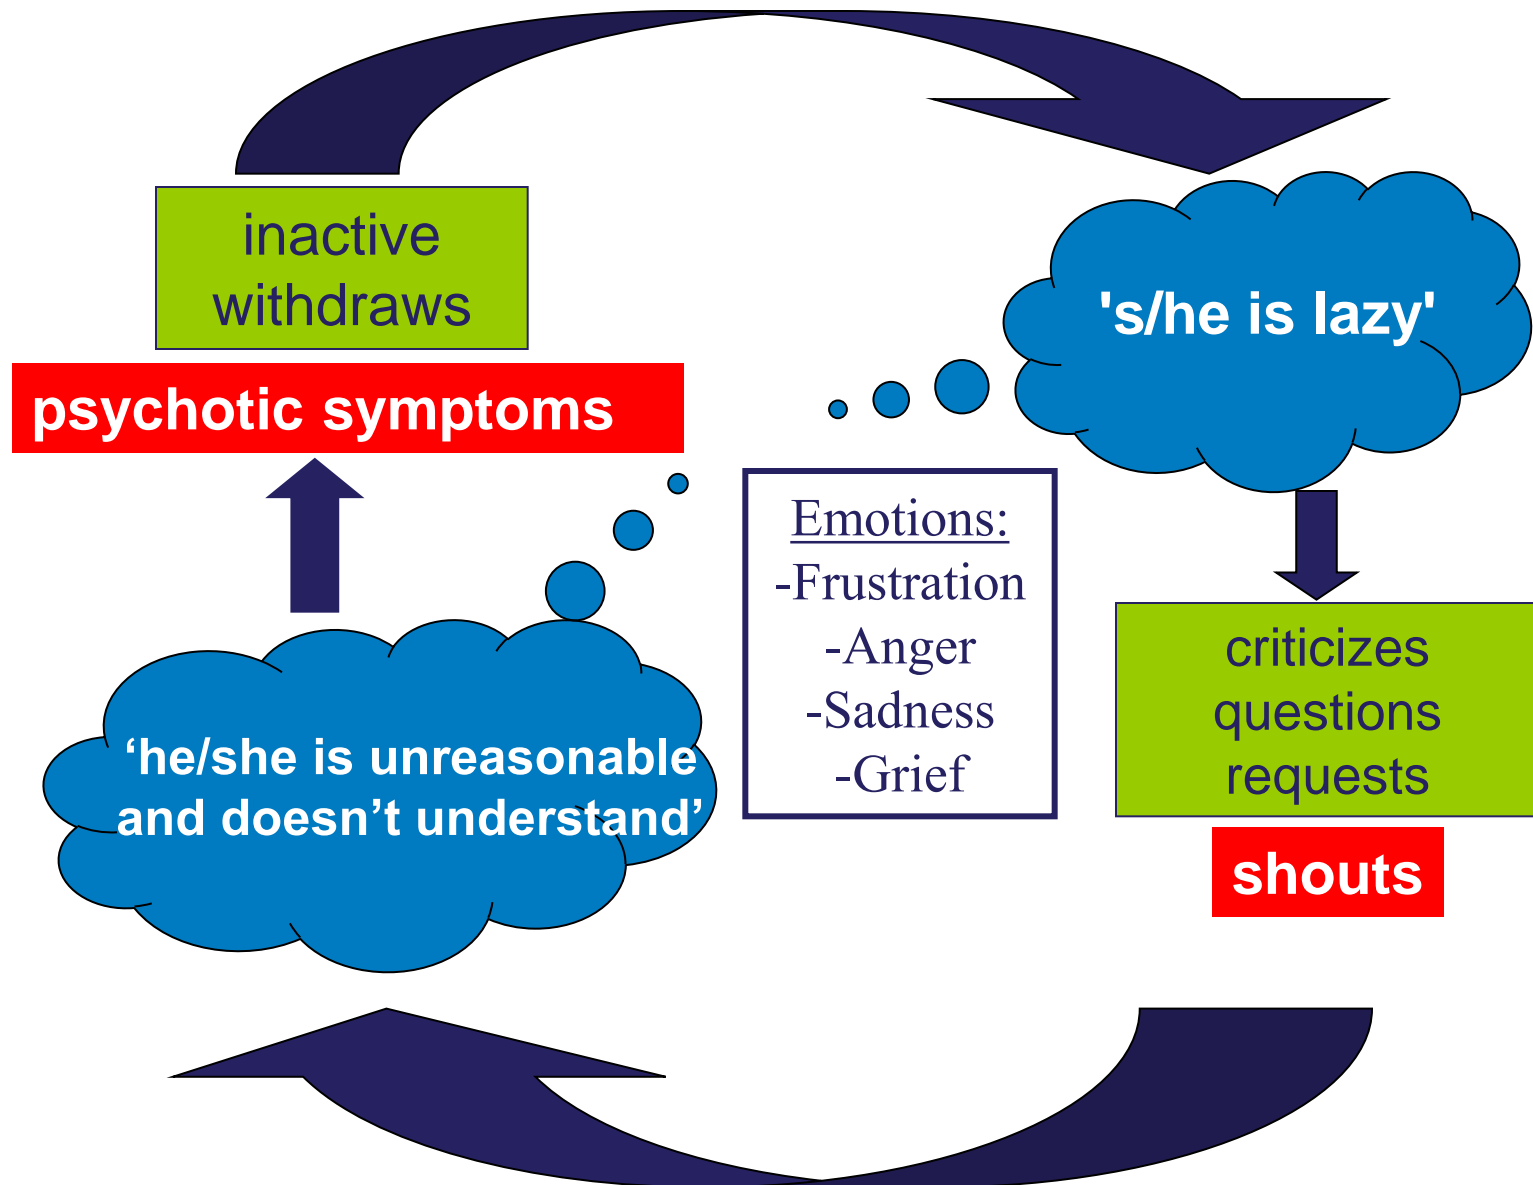 inactive
withdraws
psychotic symptoms
's/he is lazy'
Emotions:
-Frustration
-Anger
-Sadness
-Grief
criticizes
questions
requests
shouts
‘he/she is unreasonable
and doesn’t understand’